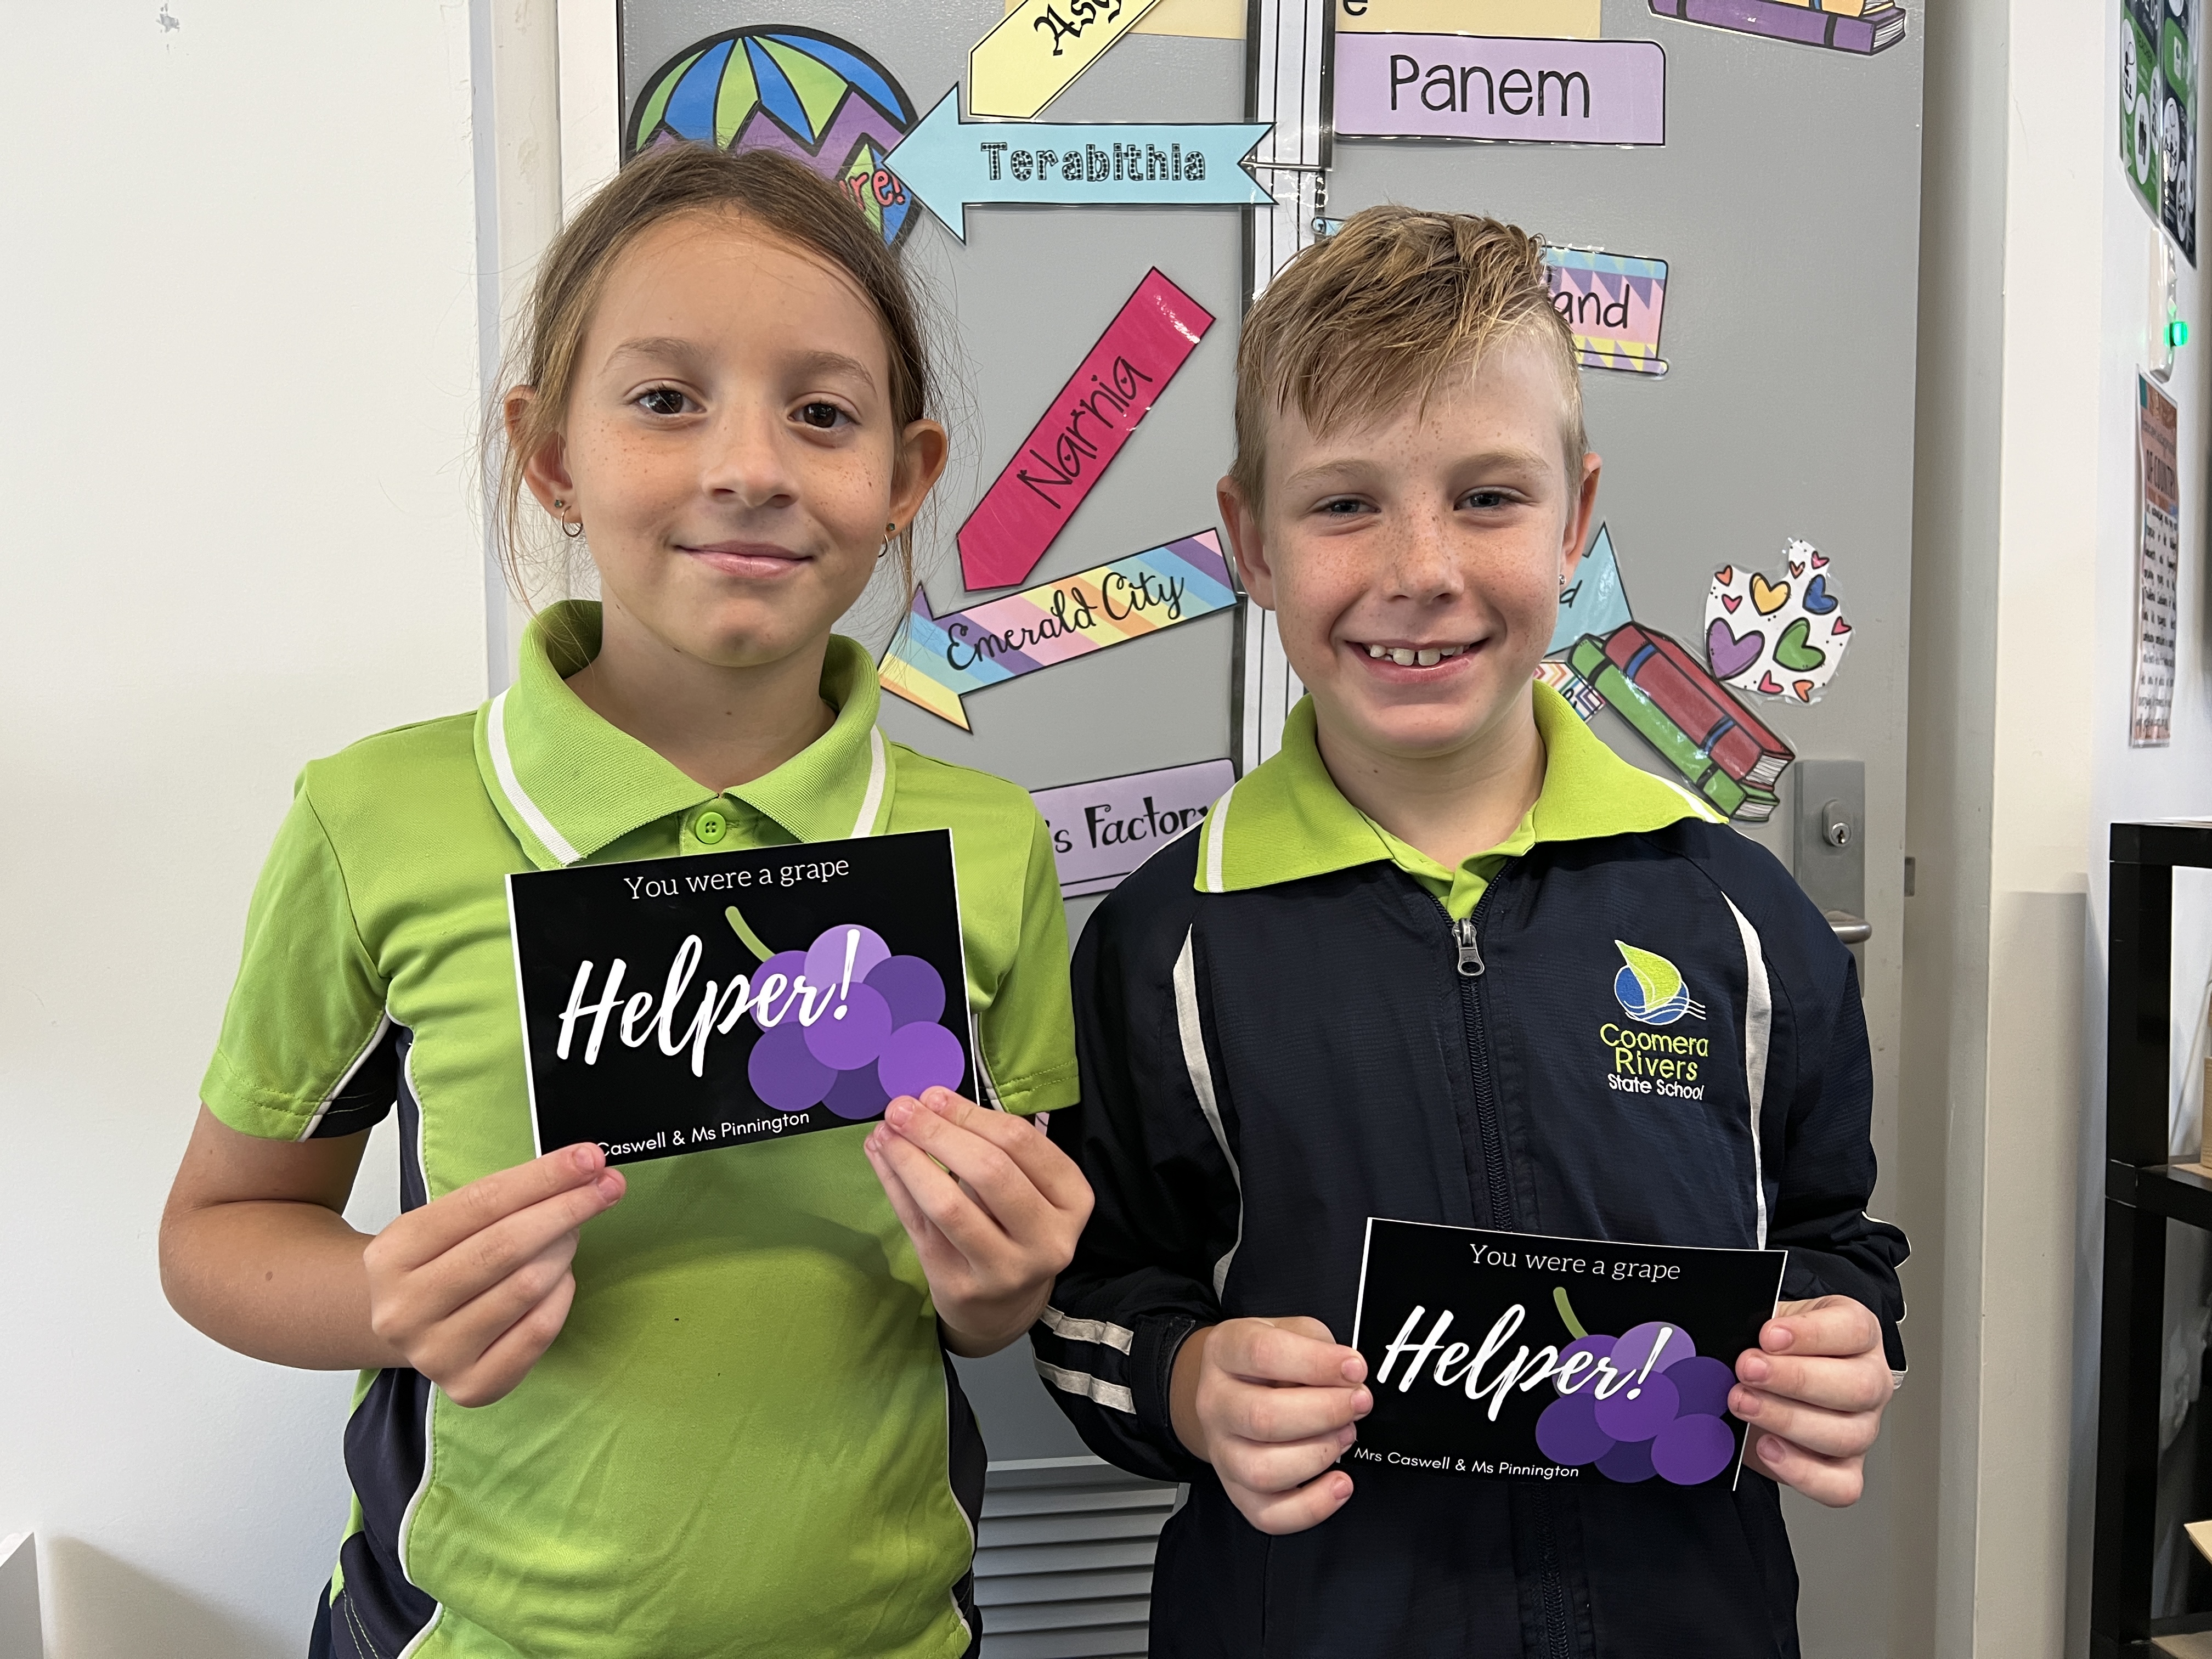 Panem
Terabithia
Narnia
Emerald City
's Factory
You were a grape
Helper!
Caswell & Ms Pinnington
Coomera
Rivers
State School
You were a grape
Helper!
Mrs Caswell & Ms Pinnington